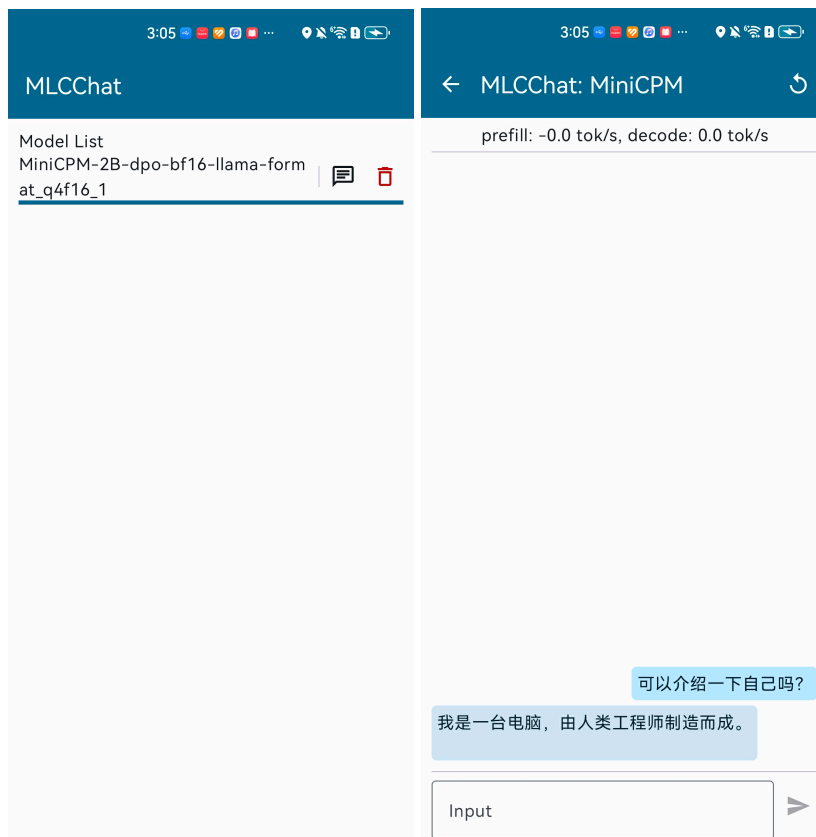 3:05
MLCChat
Model List
MiniCPM-2B-dpo-bf16-llama-form
at_q4f16_1
3:05
MLCChat: MiniCPM
prefill: -0.0 tok/s, decode: 0.0 tok/s
可以介绍一下自己吗？
我是一台电脑，由人类工程师制造而成。
Input